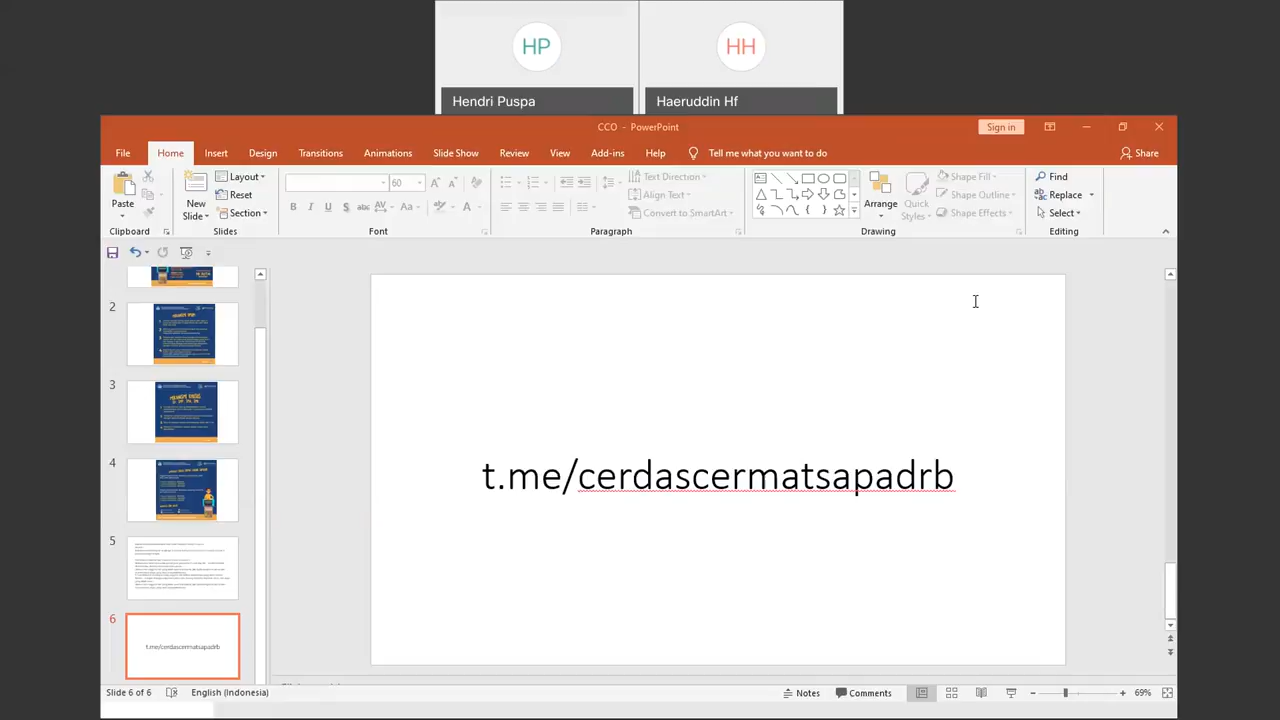 HP
HH
Hendri Puspa
Haeruddin Hf
CCO - PowerPoint
Sign in
File
Home
Insert
Design
Transitions
Animations
Slide Show
Review
View
Add-ins
Help
Tell me what you want to do
Share
Paste
New
Slide
Layout
Reset
Section
60
B I U S abc AV Aa A
Text Direction
Align Text
Convert to SmartArt
Arrange
Quick
Styles
Shape Fill
Shape Outline
Shape Effects
Find
Replace
Select
Clipboard
Slides
Font
Paragraph
Drawing
Editing
2
3
4
5
6
t.me/cerdascermatsapadrb
t.me/cerdascermatsapadrb
Slide 6 of 6
English (Indonesia)
Notes
Comments
69%